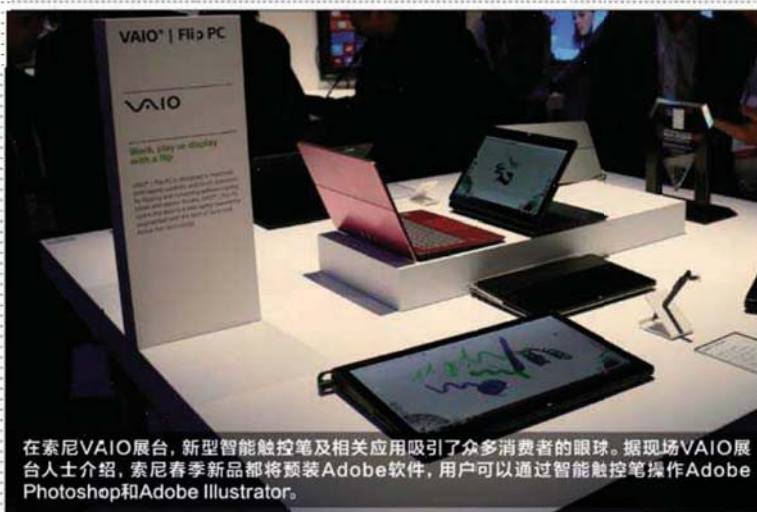 VAIO® | Flip PC
VAIO
Work, play or display
with a flip
在索尼VAIO展台，新型智能触控笔及相关应用吸引了众多消费者的眼球。据现场VAIO展
台人士介绍，索尼春季新品都将预装Adobe软件，用户可以通过智能触控笔操作Adobe
Photoshop和Adobe Illustrator。